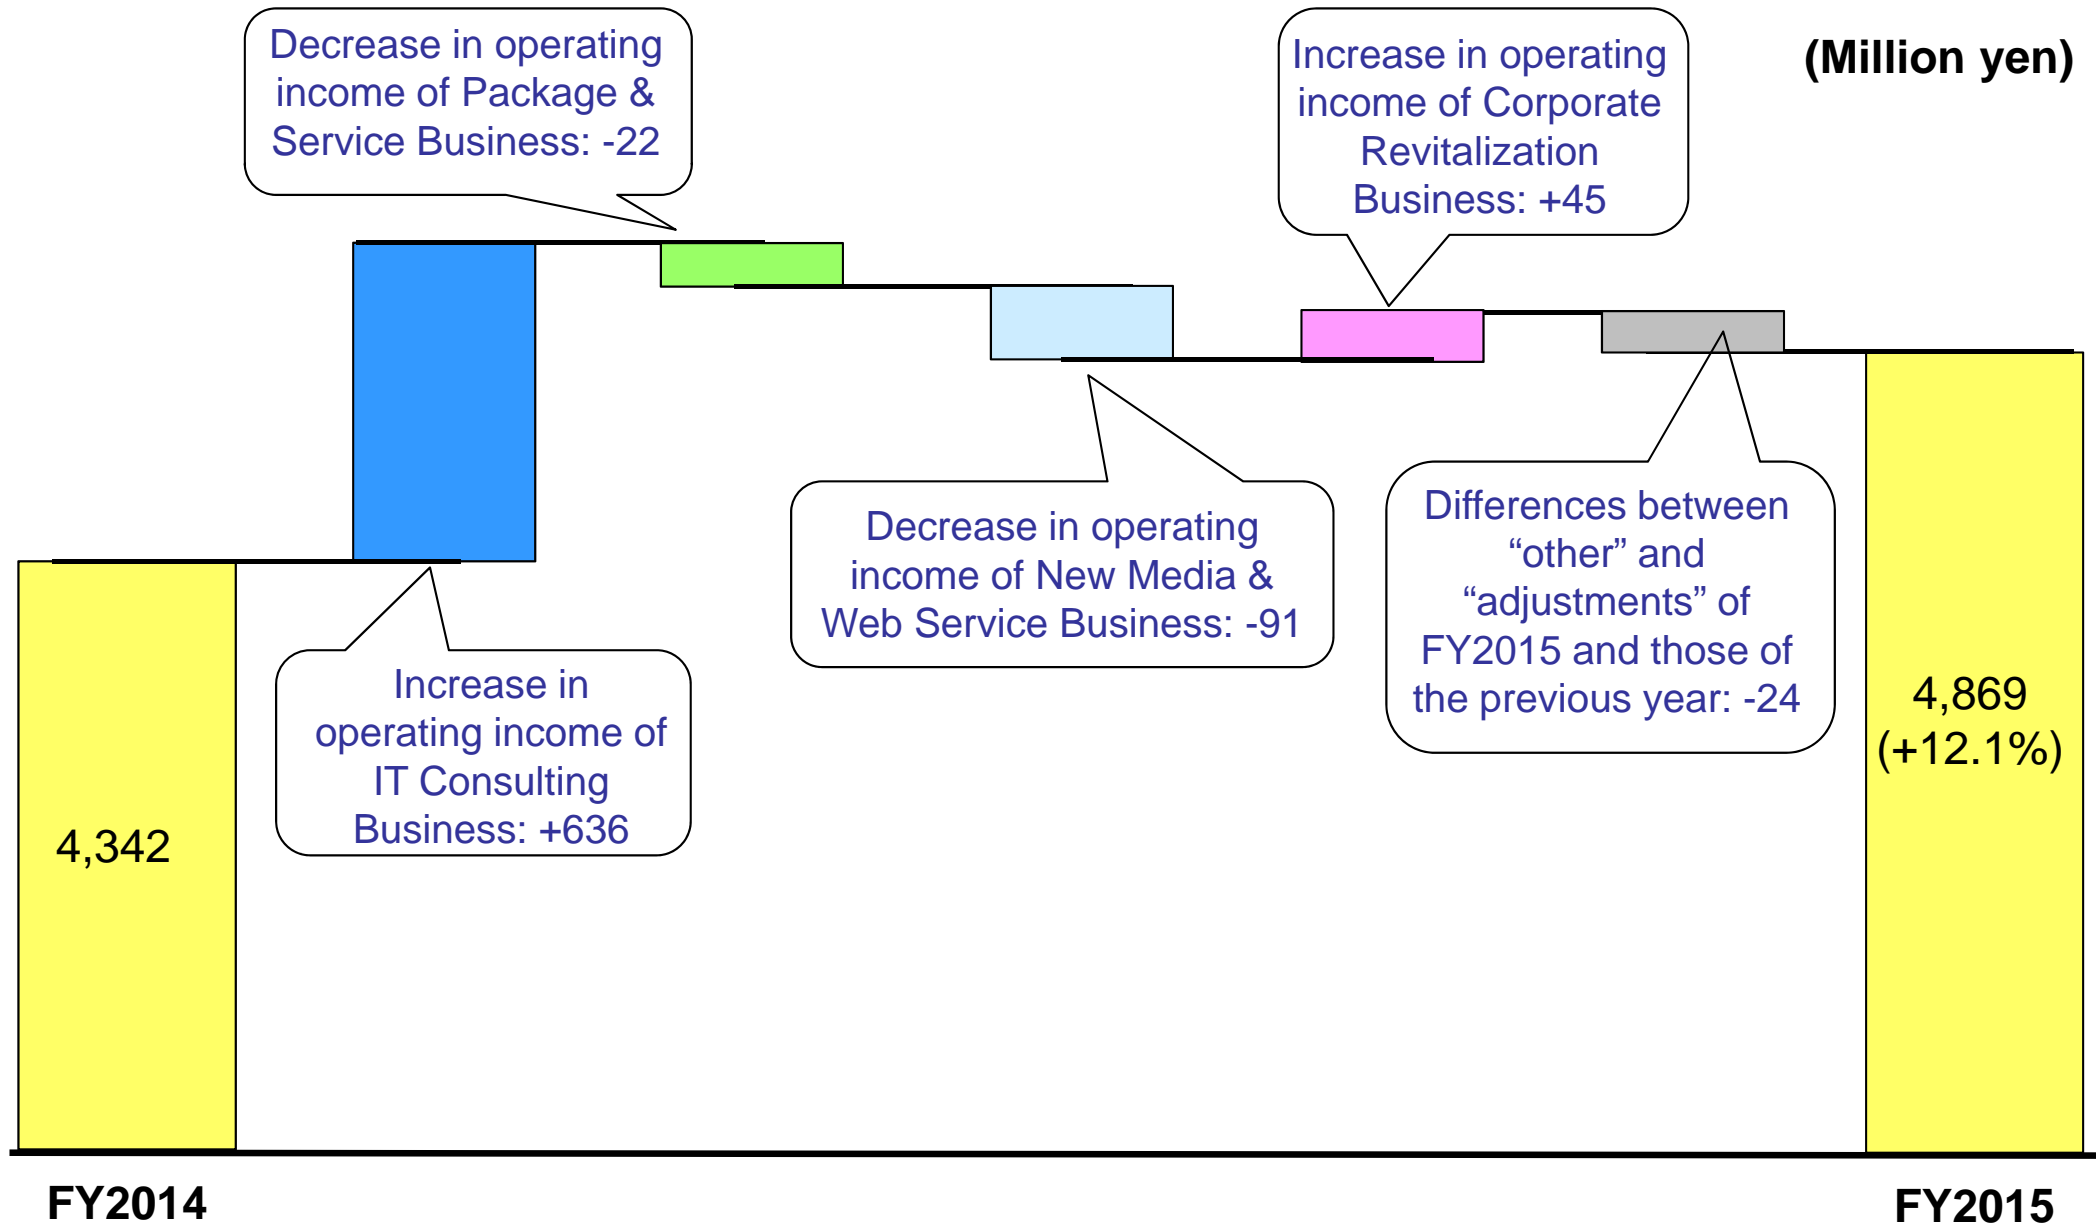 (Million yen)
Decrease in operating
income of Package &
Service Business: -22
Increase in operating
income of Corporate
Revitalization
Business: +45
Decrease in operating
income of New Media &
Web Service Business: -91
Differences between
“other” and
“adjustments” of
FY2015 and those of
the previous year: -24
Increase in
operating income of
IT Consulting
Business: +636
4,342
4,869
(+12.1%)
FY2014
FY2015